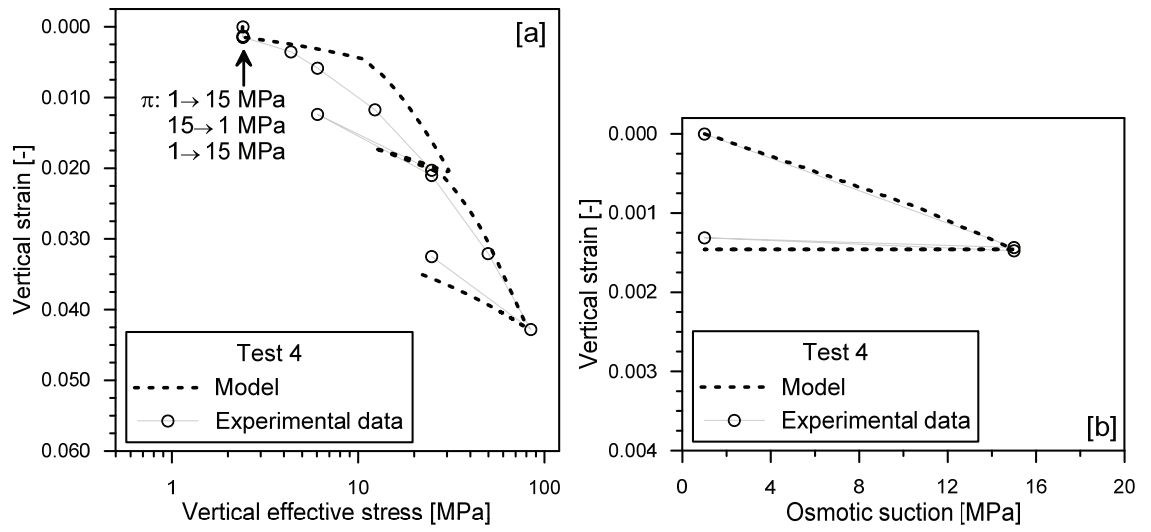 [a]
0.000
0.010
0.020
0.030
0.040
0.050
0.060
Vertical strain [-]
π: 1→ 15 MPa
15→ 1 MPa
1→ 15 MPa
Test 4
Model
Experimental data
1
10
100
Vertical effective stress [MPa]
0.000
0.001
0.002
0.003
0.004
Vertical strain [-]
Test 4
Model
Experimental data
[b]
0
4
8
12
16
20
Osmotic suction [MPa]